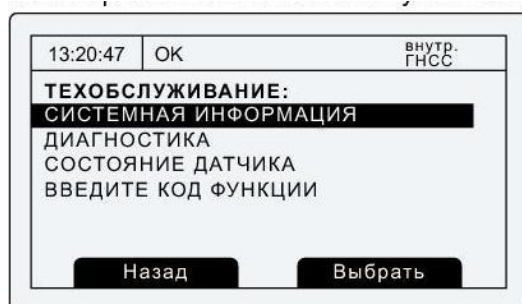 13:20:47 OK внутр. ГНСС
ТЕХОБСЛУЖИВАНИЕ:
СИСТЕМНАЯ ИНФОРМАЦИЯ
ДИАГНОСТИКА
СОСТОЯНИЕ ДАТЧИКА
ВВЕДИТЕ КОД ФУНКЦИИ
Назад Выбрать